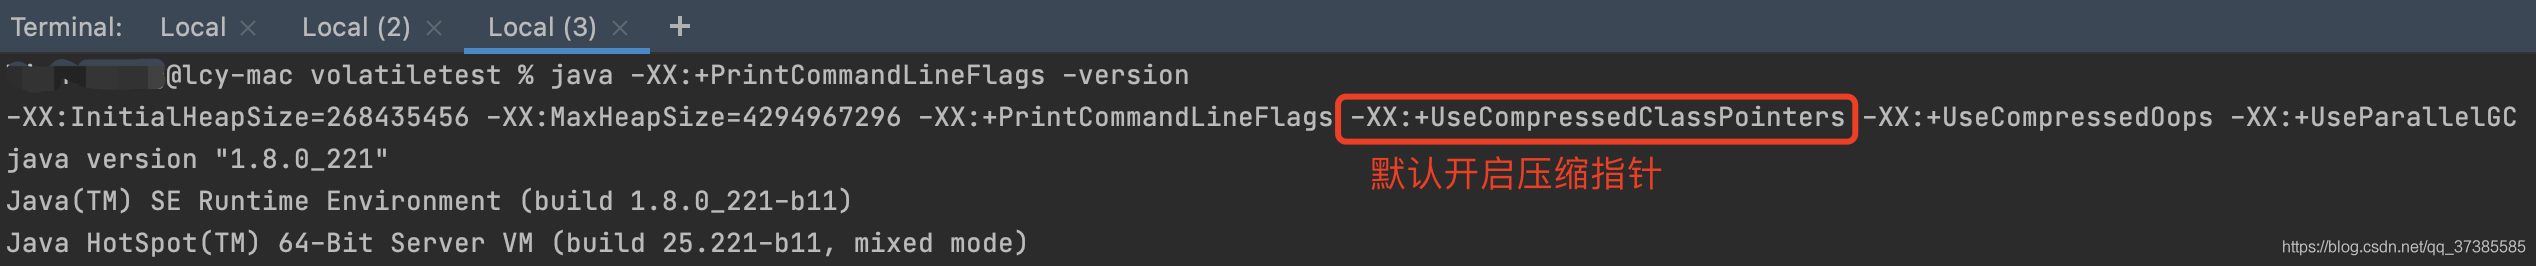 Terminal: Local × Local (2) × Local (3) × +
@lcy-mac volatiletest % java -XX:+PrintCommandLineFlags -version
-XX:InitialHeapSize=268435456 -XX:MaxHeapSize=4294967296 -XX:+PrintCommandLineFlags -XX:+UseCompressedClassPointers -XX:+UseCompressedOops -XX:+UseParallelGC
java version "1.8.0_221"
默认开启压缩指针
Java(TM) SE Runtime Environment (build 1.8.0_221-b11)
Java HotSpot(TM) 64-Bit Server VM (build 25.221-b11, mixed mode)
https://blog.csdn.net/qq_37385585